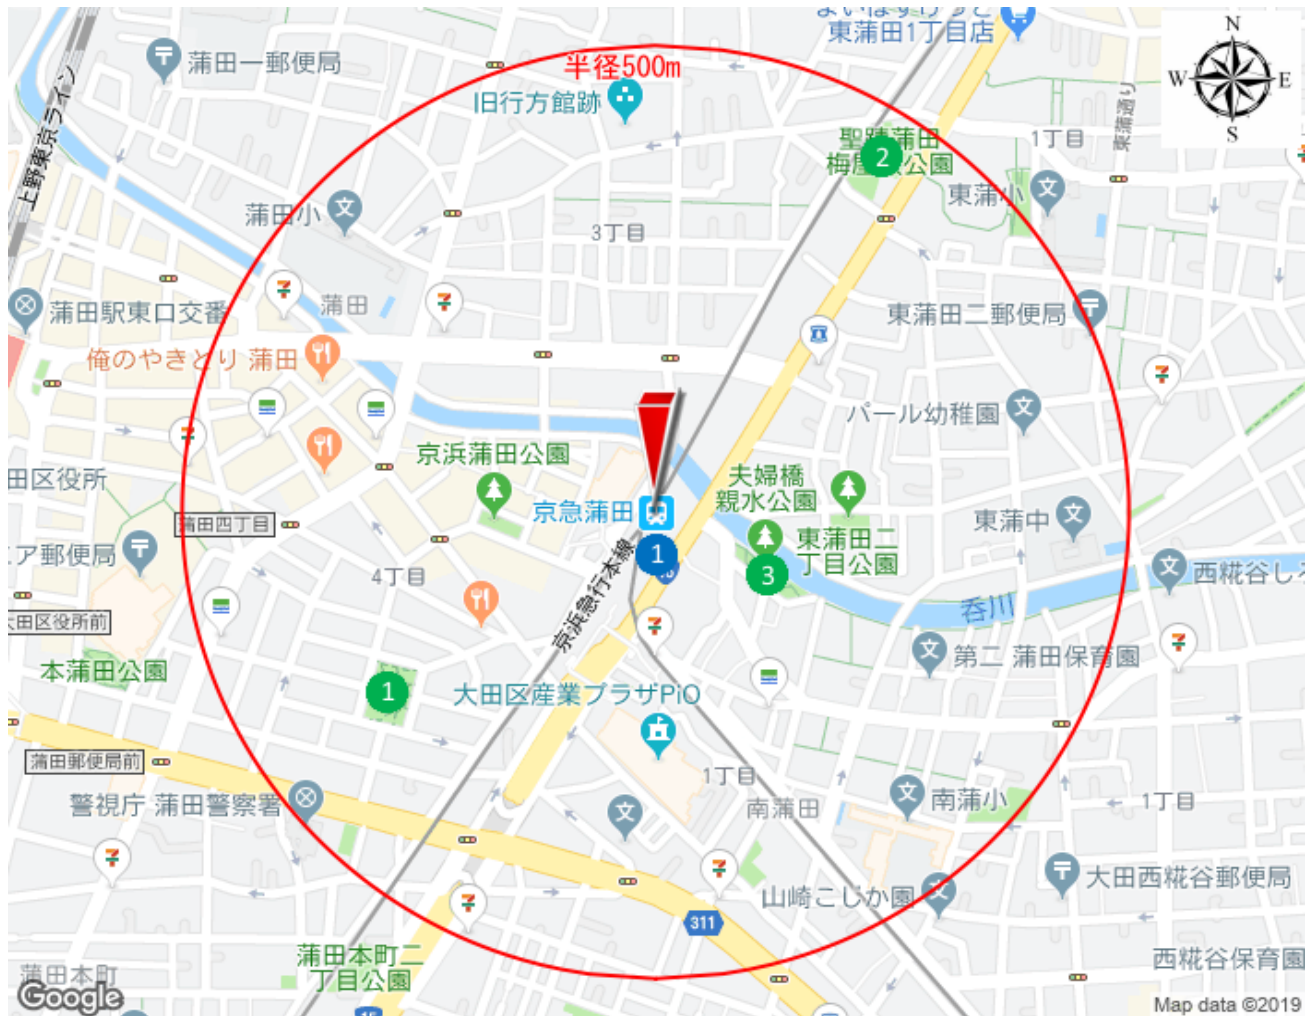 まいばすけっと
東蒲田1丁目店
N
W
E
S
蒲田一郵便局
半径500m
旧行方館跡
上野東京ライン
東蒲通り
1丁目
聖蹟蒲田
梅屋敷公園
2
東蒲小
蒲田小
3丁目
蒲田
蒲田駅東口交番
東蒲田二郵便局
俺のやきとり 蒲田
パール幼稚園
京浜蒲田公園
夫婦橋
親水公園
田区役所
蒲田四丁目
京急蒲田
東蒲田二
丁目公園
東蒲中
ニア郵便局
1
3
4丁目
京浜急行本線
西糀谷しろ
呑川
大田区役所前
本蒲田公園
第二 蒲田保育園
1
大田区産業プラザPiO
蒲田郵便局前
1丁目
警視庁 蒲田警察署
南蒲田
南蒲小
1丁目
大田西糀谷郵便局
山崎こじか園
311
蒲田本町二
丁目公園
蒲田本町
西糀谷保育園
Google
15
Map data ©2019